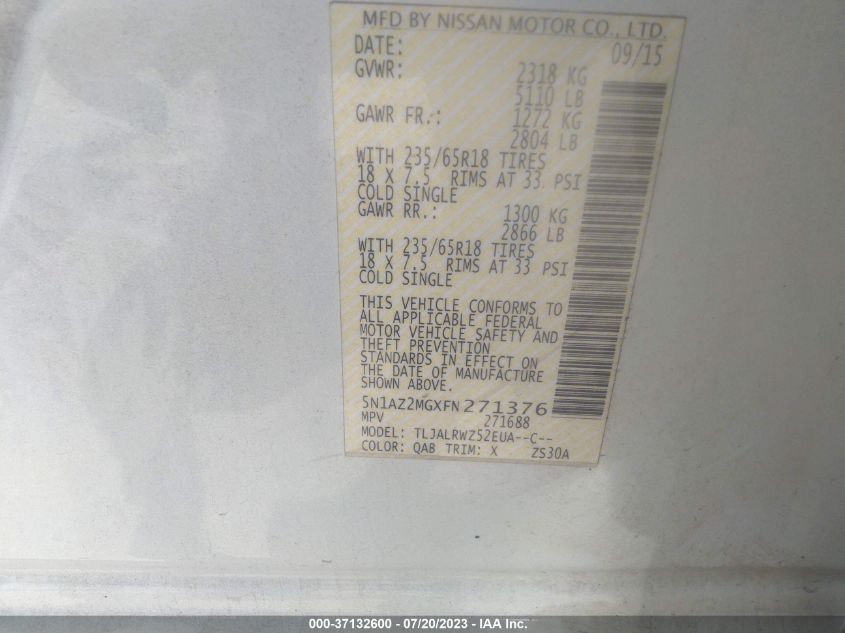 MFD BY NISSAN MOTOR CO., LTD.
DATE: 09/15
GVWR: 2318 KG
5110 LB
GAWR FR.: 1272 KG
2804 LB
WITH 235/65R18 TIRES
18 X 7.5 RIMS AT 33 PSI
COLD SINGLE
GAWR RR.: 1300 KG
2866 LB
WITH 235/65R18 TIRES
18 X 7.5 RIMS AT 33 PSI
COLD SINGLE
THIS VEHICLE CONFORMS TO
ALL APPLICABLE FEDERAL
MOTOR VEHICLE SAFETY AND
THEFT PREVENTION
STANDARDS IN EFFECT ON
THE DATE OF MANUFACTURE
SHOWN ABOVE.
5N1AZ2MGXFN271376
MPV 271688
MODEL: TLJALRWZ52EUA--C--
COLOR: QAB TRIM: X ZS30A
000-37132600 - 07/20/2023 - IAA Inc.